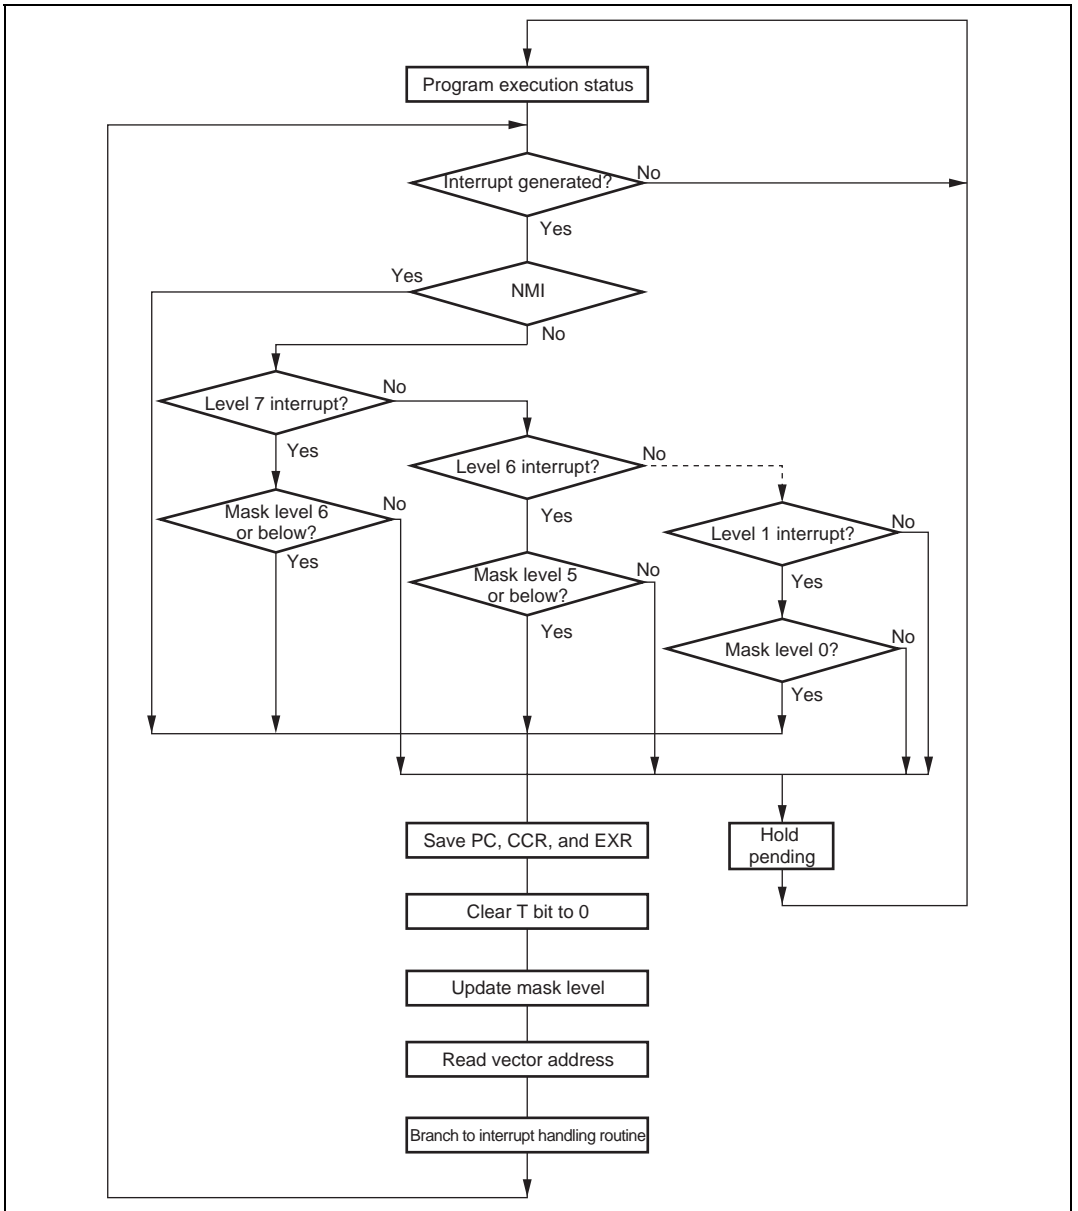 Program execution status
Interrupt generated?
No
Yes
NMI
Yes
No
Level 7 interrupt?
No
Yes
Level 6 interrupt?
No
Yes
Mask level 6
or below?
No
Yes
Level 1 interrupt?
No
Yes
Mask level 5
or below?
No
Yes
Mask level 0?
No
Yes
Save PC, CCR, and EXR
Hold
pending
Clear T bit to 0
Update mask level
Read vector address
Branch to interrupt handling routine